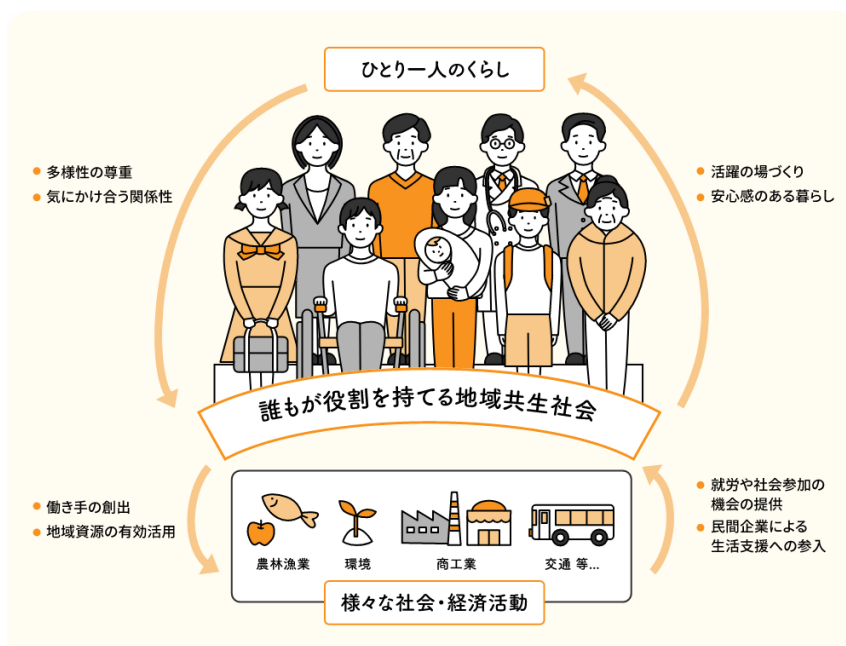 ひとり一人のくらし
多様性の尊重
気にかけ合う関係性
活躍の場づくり
安心感のある暮らし
誰もが役割を持てる地域共生社会
働き手の創出
地域資源の有効活用
就労や社会参加の
機会の提供
民間企業による
生活支援への参入
農林漁業
環境
商工業
交通 等...
様々な社会・経済活動